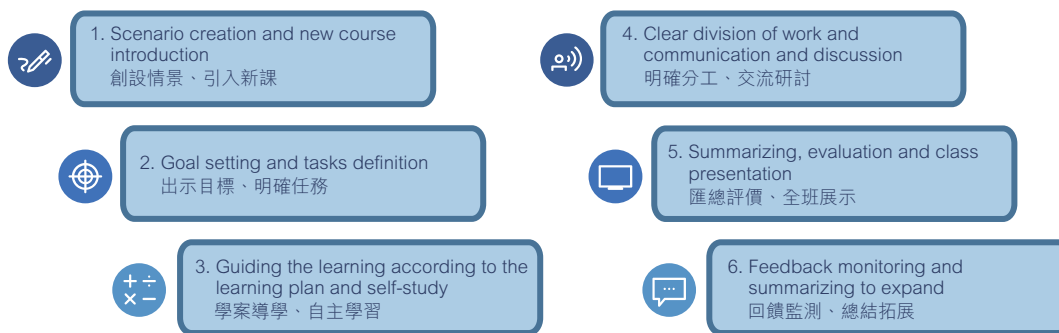 1. Scenario creation and new course
introduction
創設情景、引入新課
2. Goal setting and tasks definition
出示目標、明確任務
3. Guiding the learning according to the
learning plan and self-study
學案導學、自主學習
4. Clear division of work and
communication and discussion
明確分工、交流研討
5. Summarizing, evaluation and class
presentation
匯總評價、全班展示
6. Feedback monitoring and
summarizing to expand
回饋監測、總結拓展